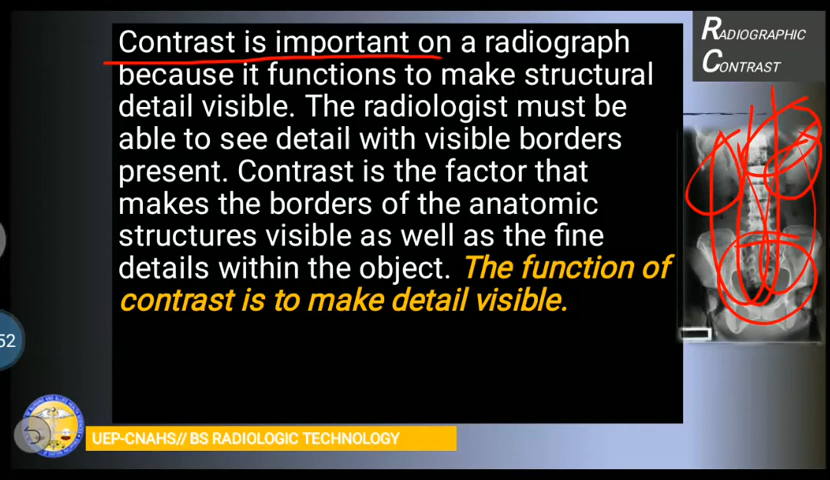 RADIOGRAPHIC
CONTRAST
Contrast is important on a radiograph
because it functions to make structural
detail visible. The radiologist must be
able to see detail with visible borders
present. Contrast is the factor that
makes the borders of the anatomic
structures visible as well as the fine
details within the object. The function of
contrast is to make detail visible.
52
UEP-CNAHS// BS RADIOLOGIC TECHNOLOGY